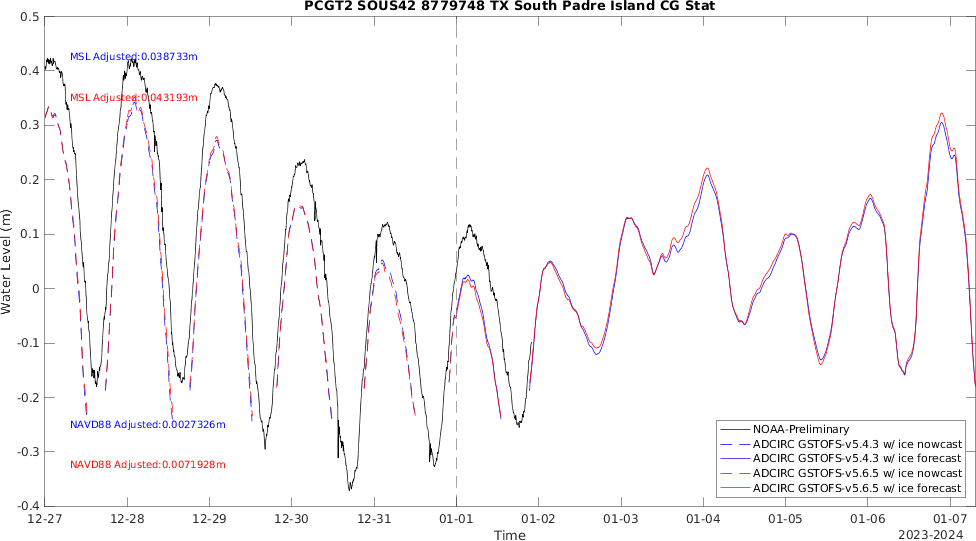 PCGT2 SOUS42 8779748 TX South Padre Island CG Stat
0.5
MSL Adjusted:0.038733m
0.4
MSL Adjusted:0.043193m
0.3
0.2
0.1
Water Level (m)
0
-0.1
-0.2
NAVD88 Adjusted:0.0027326m
-0.3
NAVD88 Adjusted:0.0071928m
-0.4
NOAA-Preliminary
ADCIRC GSTOFS-v5.4.3 w/ ice nowcast
ADCIRC GSTOFS-v5.4.3 w/ ice forecast
ADCIRC GSTOFS-v5.6.5 w/ ice nowcast
ADCIRC GSTOFS-v5.6.5 w/ ice forecast
12-27 12-28 12-29 12-30 12-31 01-01 01-02 01-03 01-04 01-05 01-06 01-07
Time
2023-2024